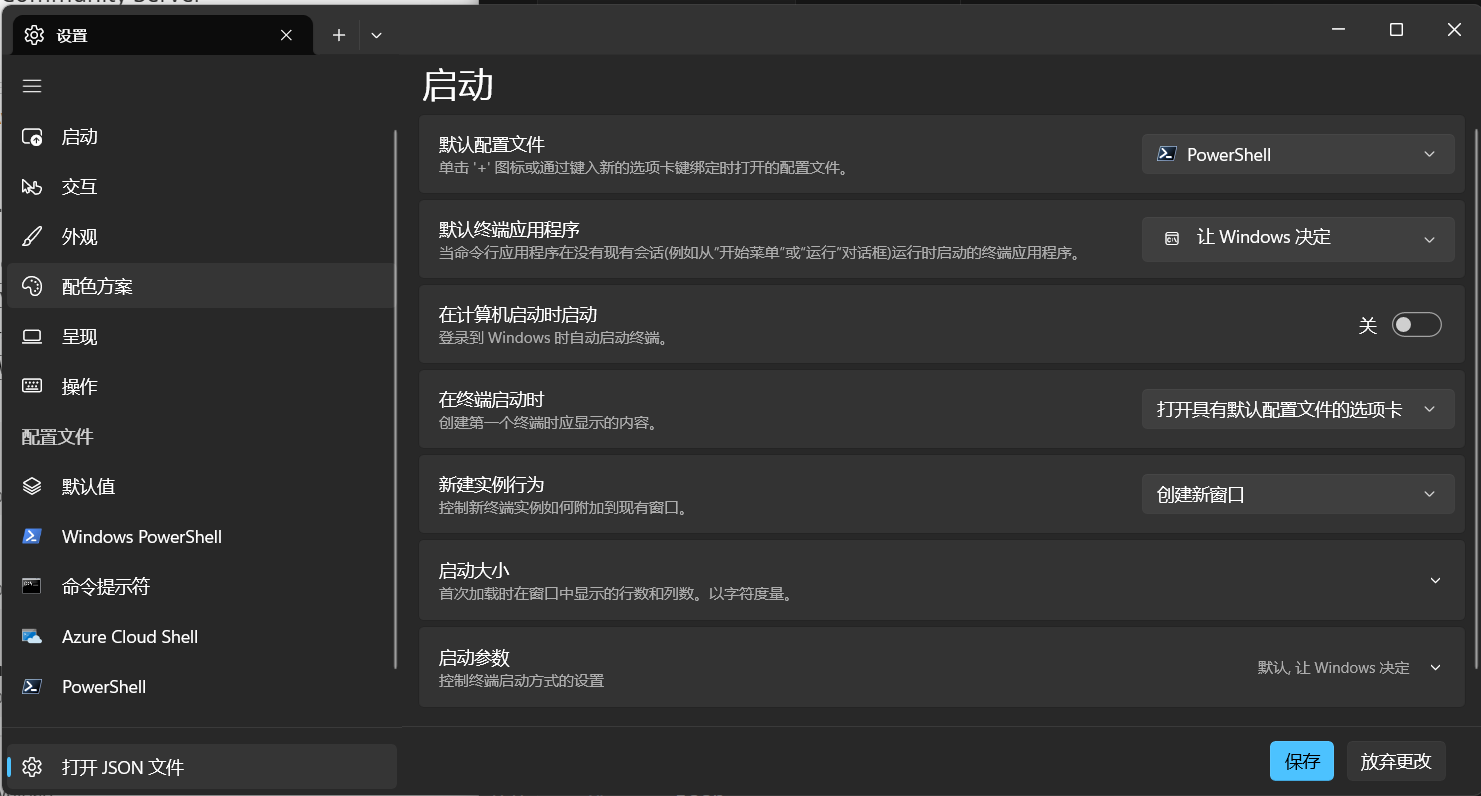 设置
启动
交互
外观
配色方案
呈现
操作
配置文件
默认值
Windows PowerShell
命令提示符
Azure Cloud Shell
PowerShell
打开 JSON 文件
启动
默认配置文件
单击 '+' 图标或通过键入新的选项卡键绑定时打开的配置文件。
PowerShell
默认终端应用程序
当命令行应用程序在没有现有会话(例如从"开始菜单"或"运行"对话框)运行时启动的终端应用程序。
让 Windows 决定
在计算机启动时启动
登录到 Windows 时自动启动终端。
关
在终端启动时
创建第一个终端时应显示的内容。
打开具有默认配置文件的选项卡
新建实例行为
控制新终端实例如何附加到现有窗口。
创建新窗口
启动大小
首次加载时在窗口中显示的行数和列数。以字符度量。
启动参数
控制终端启动方式的设置
默认, 让 Windows 决定
保存
放弃更改